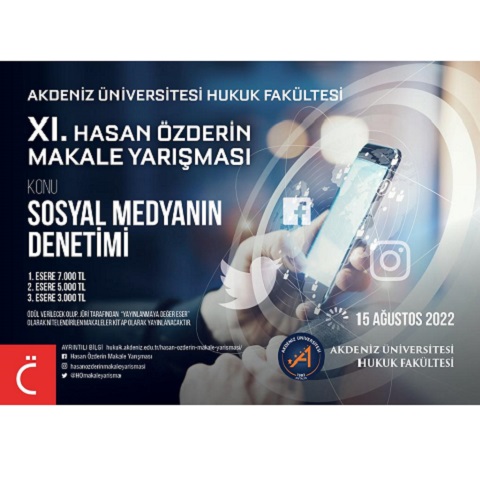 AKDENİZ ÜNİVERSİTESİ HUKUK FAKÜLTESİ
XI. HASAN ÖZDERİN
MAKALE YARIŞMASI
KONU
SOSYAL MEDYANIN
DENETİMİ
1. ESERE 7.000 TL
2. ESERE 5.000 TL
3. ESERE 3.000 TL
ÖDÜL VERİLECEK OLUP JÜRİ TARAFINDAN "YAYINLANMAYA DEĞER ESER"
OLARAK NİTELENDİRİLEN MAKALELER KİTAP OLARAK YAYINLANACAKTIR.
15 AĞUSTOS 2022
AYRINTILI BİLGİ hukuk.akdeniz.edu.tr/hasan-ozderin-makale-yarismasi/
Hasan Özderin Makale Yarışması
hasanozderinmakaleyarismasi
@HOmakaleyarisma
AKDENİZ ÜNİVERSİTESİ
AKDENİZ ÜNİVERSİTESİ
HUKUK FAKÜLTESİ